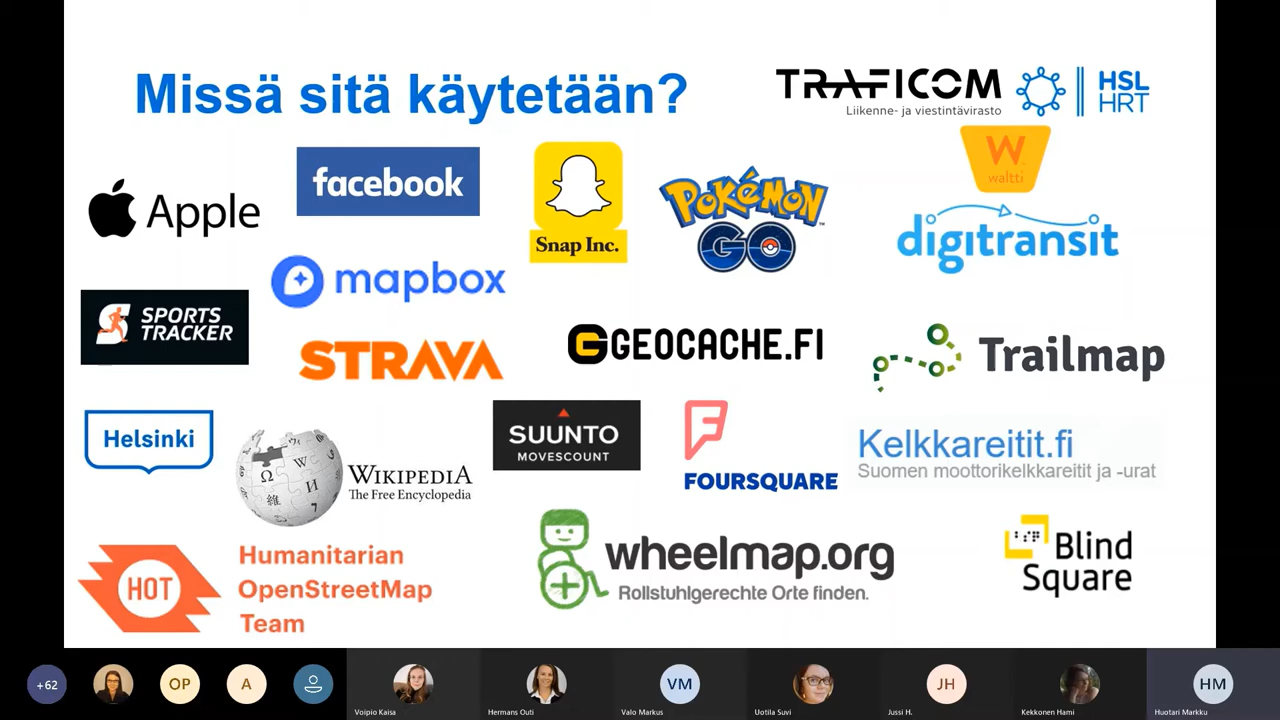 Missä sitä käytetään?
TRAFICOM
Liikenne- ja viestintävirasto
HSL
HRT
W
waltti
facebook
Snap Inc.
POKÉMON
GO
™
Apple
digitransit
mapbox
SPORTS
TRACKER
STRAVA
GEOCACHE.FI
Trailmap
Helsinki
SUUNTO
MOVESCOUNT
FOURSQUARE
Kelkkareitit.fi
Suomen moottorikelkkareitit ja -urat
Ω
W
И
維
WIKIPEDIA
The Free Encyclopedia
HOT
Humanitarian
OpenStreetMap
Team
wheelmap.org
Rollstuhlgerechte Orte finden.
Blind
Square
+62
OP
A
VM
JH
HM
Voipio Kaisa
Hermans Outi
Valo Markus
Uotila Suvi
Jussi H.
Kekkonen Hami
Huotari Markku